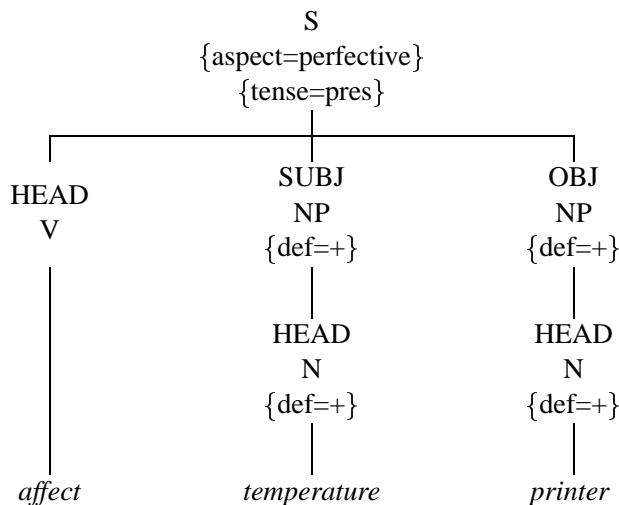 S
{aspect=perfective}
{tense=pres}
HEAD
V
SUBJ
NP
{def=+}
OBJ
NP
{def=+}
HEAD
N
{def=+}
HEAD
N
{def=+}
affect
temperature
printer